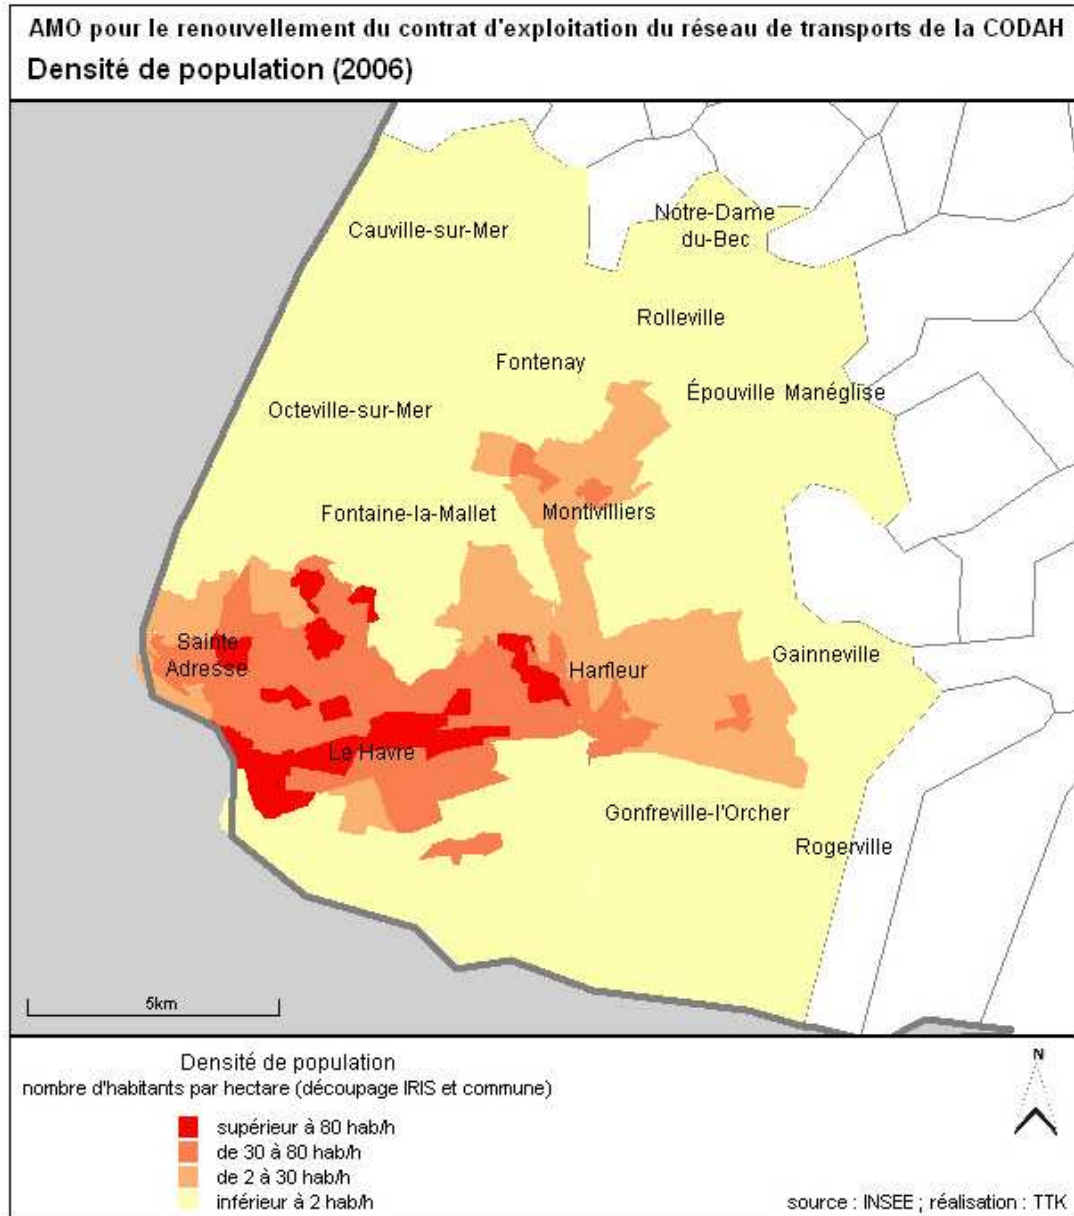 AMO pour le renouvellement du contrat d'exploitation du réseau de transports de la CODAH
Densité de population (2006)
Cauville-sur-Mer
Notre-Dame
du-Bec
Rolleville
Fontenay
Épouville Manéglise
Octeville-sur-Mer
Fontaine-la-Mallet
Montivilliers
Sainte
Adresse
Harfleur
Gainneville
Le Havre
Gonfreville-l'Orcher
Rogerville
5km
Densité de population
nombre d'habitants par hectare (découpage IRIS et commune)
N
supérieur à 80 hab/h
de 30 à 80 hab/h
de 2 à 30 hab/h
inférieur à 2 hab/h
source : INSEE ; réalisation : TTK